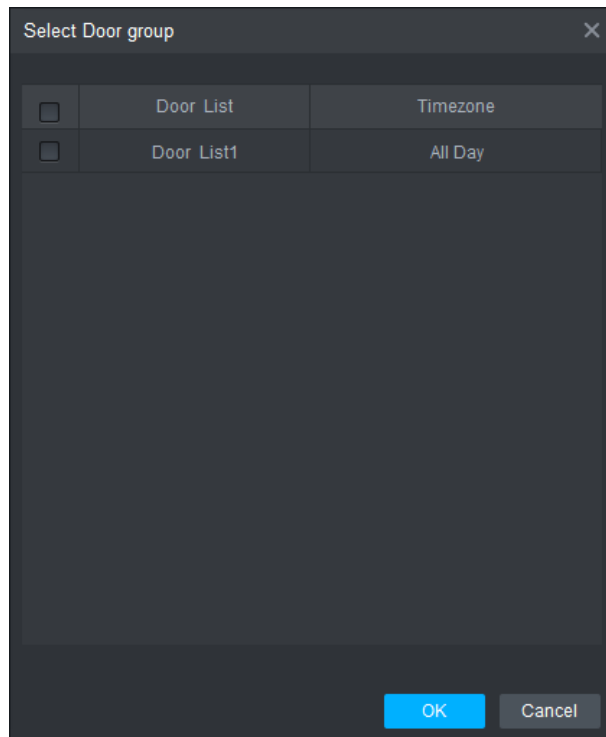 Select Door group
Door List Timezone
Door List1 All Day
OK Cancel